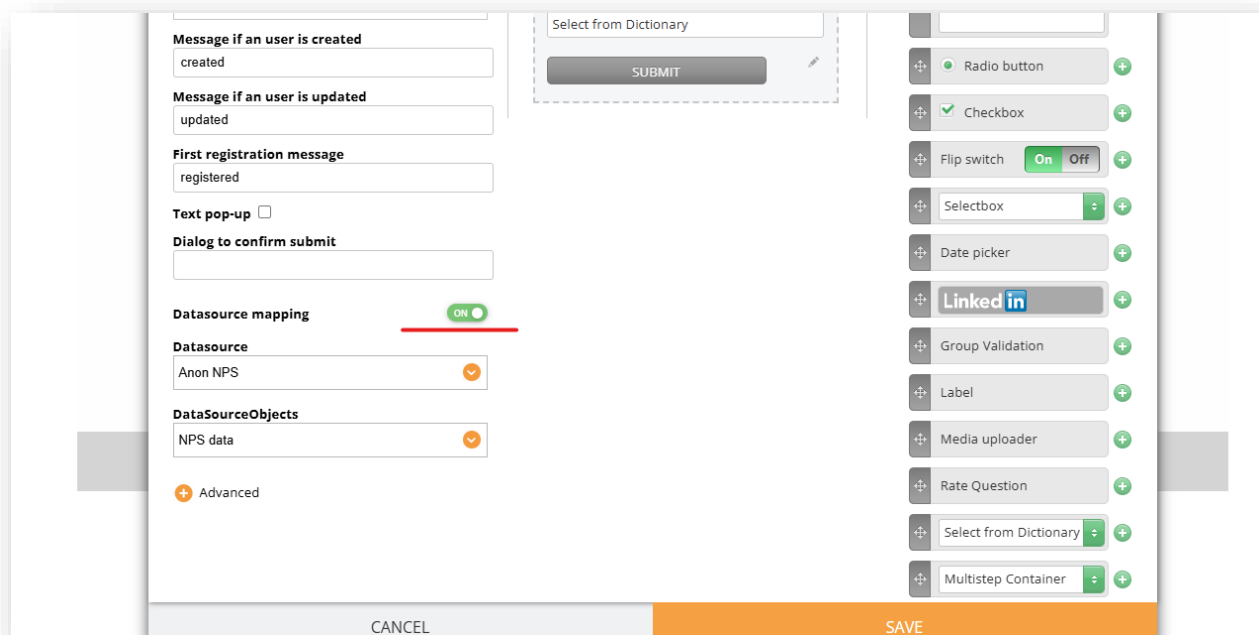 Message if an user is created
created
Message if an user is updated
updated
First registration message
registered
Text pop-up
Dialog to confirm submit
Datasource mapping
ON
Datasource
Anon NPS
DataSourceObjects
NPS data
Advanced
Select from Dictionary
SUBMIT
Radio button
Checkbox
Flip switch On Off
Selectbox
Date picker
Linked in
Group Validation
Label
Media uploader
Rate Question
Select from Dictionary
Multistep Container
CANCEL
SAVE